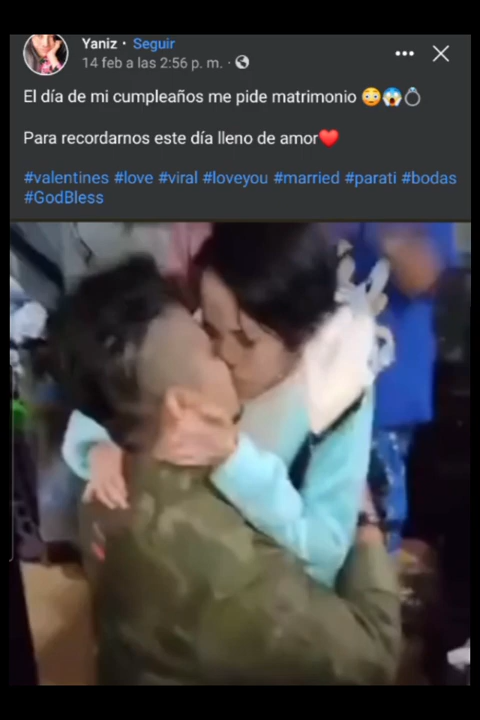 Yaniz · Seguir
14 feb a las 2:56 p. m. ·
El día de mi cumpleaños me pide matrimonio 😳😱💍
Para recordarnos este día lleno de amor❤️
#valentines #love #viral #loveyou #married #parati #bodas
#GodBless